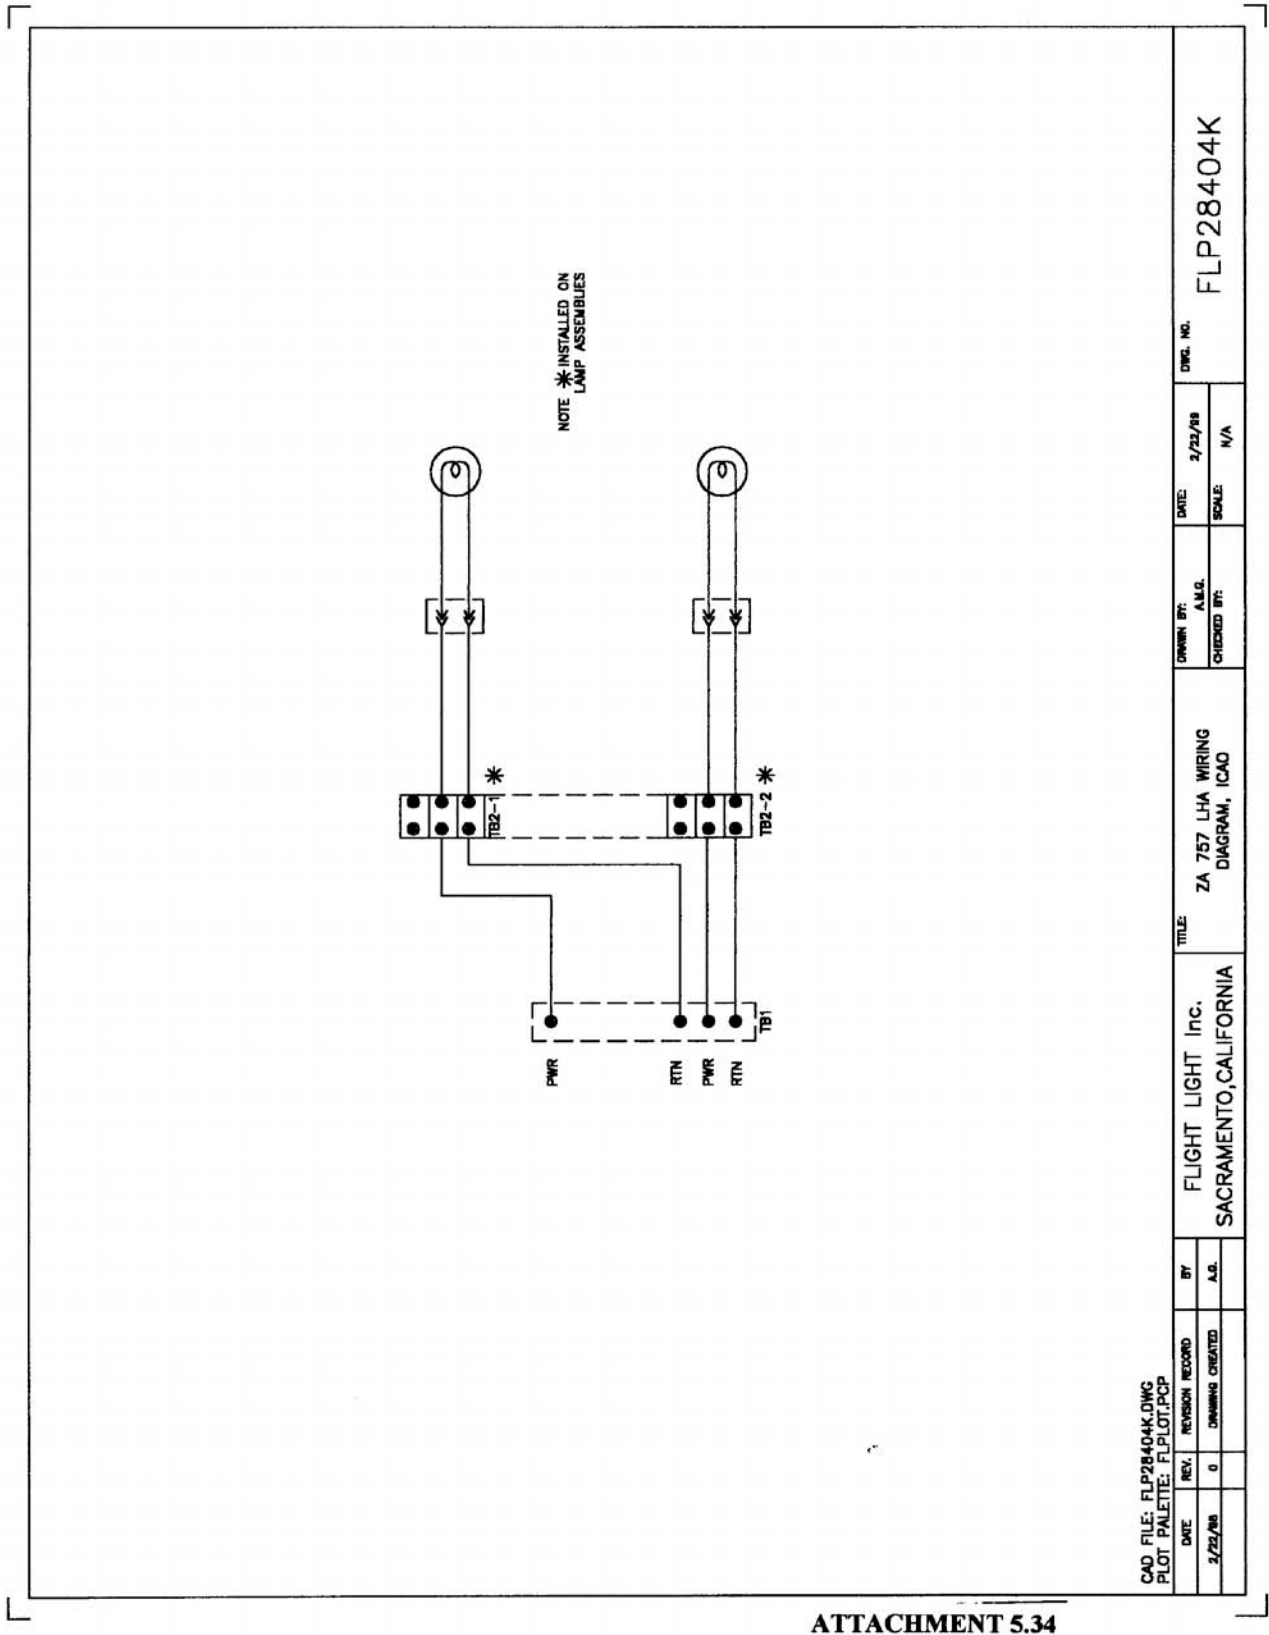 NOTE ✱ INSTALLED ON
LAMP ASSEMBLIES
TB2-1 ✱
TB2-2 ✱
PWR
RTN
PWR
RTN
TB1
CAD FILE: FLP28404K.DWG
PLOT PALETTE: FLPLOT.PCP
DATE REV. REVISION RECORD BY
2/22/98 0 DRAWING CREATED A.G.
FLIGHT LIGHT Inc.
SACRAMENTO,CALIFORNIA
TITLE:
ZA 757 LHA WIRING
DIAGRAM, ICAO
DRAWN BY:
A.M.G.
CHECKED BY:
DATE:
2/22/99
SCALE:
N/A
DWG. NO.
FLP28404K
ATTACHMENT 5.34